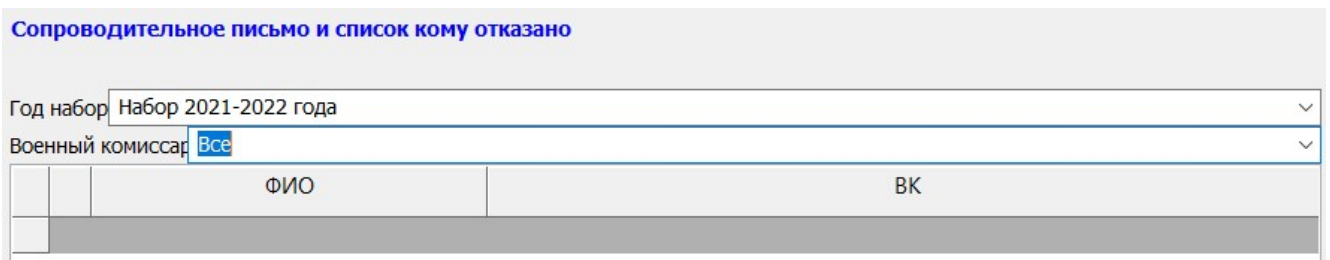 Сопроводительное письмо и список кому отказано
Год набор Набор 2021-2022 года
Военный комиссар Все
ФИО ВК